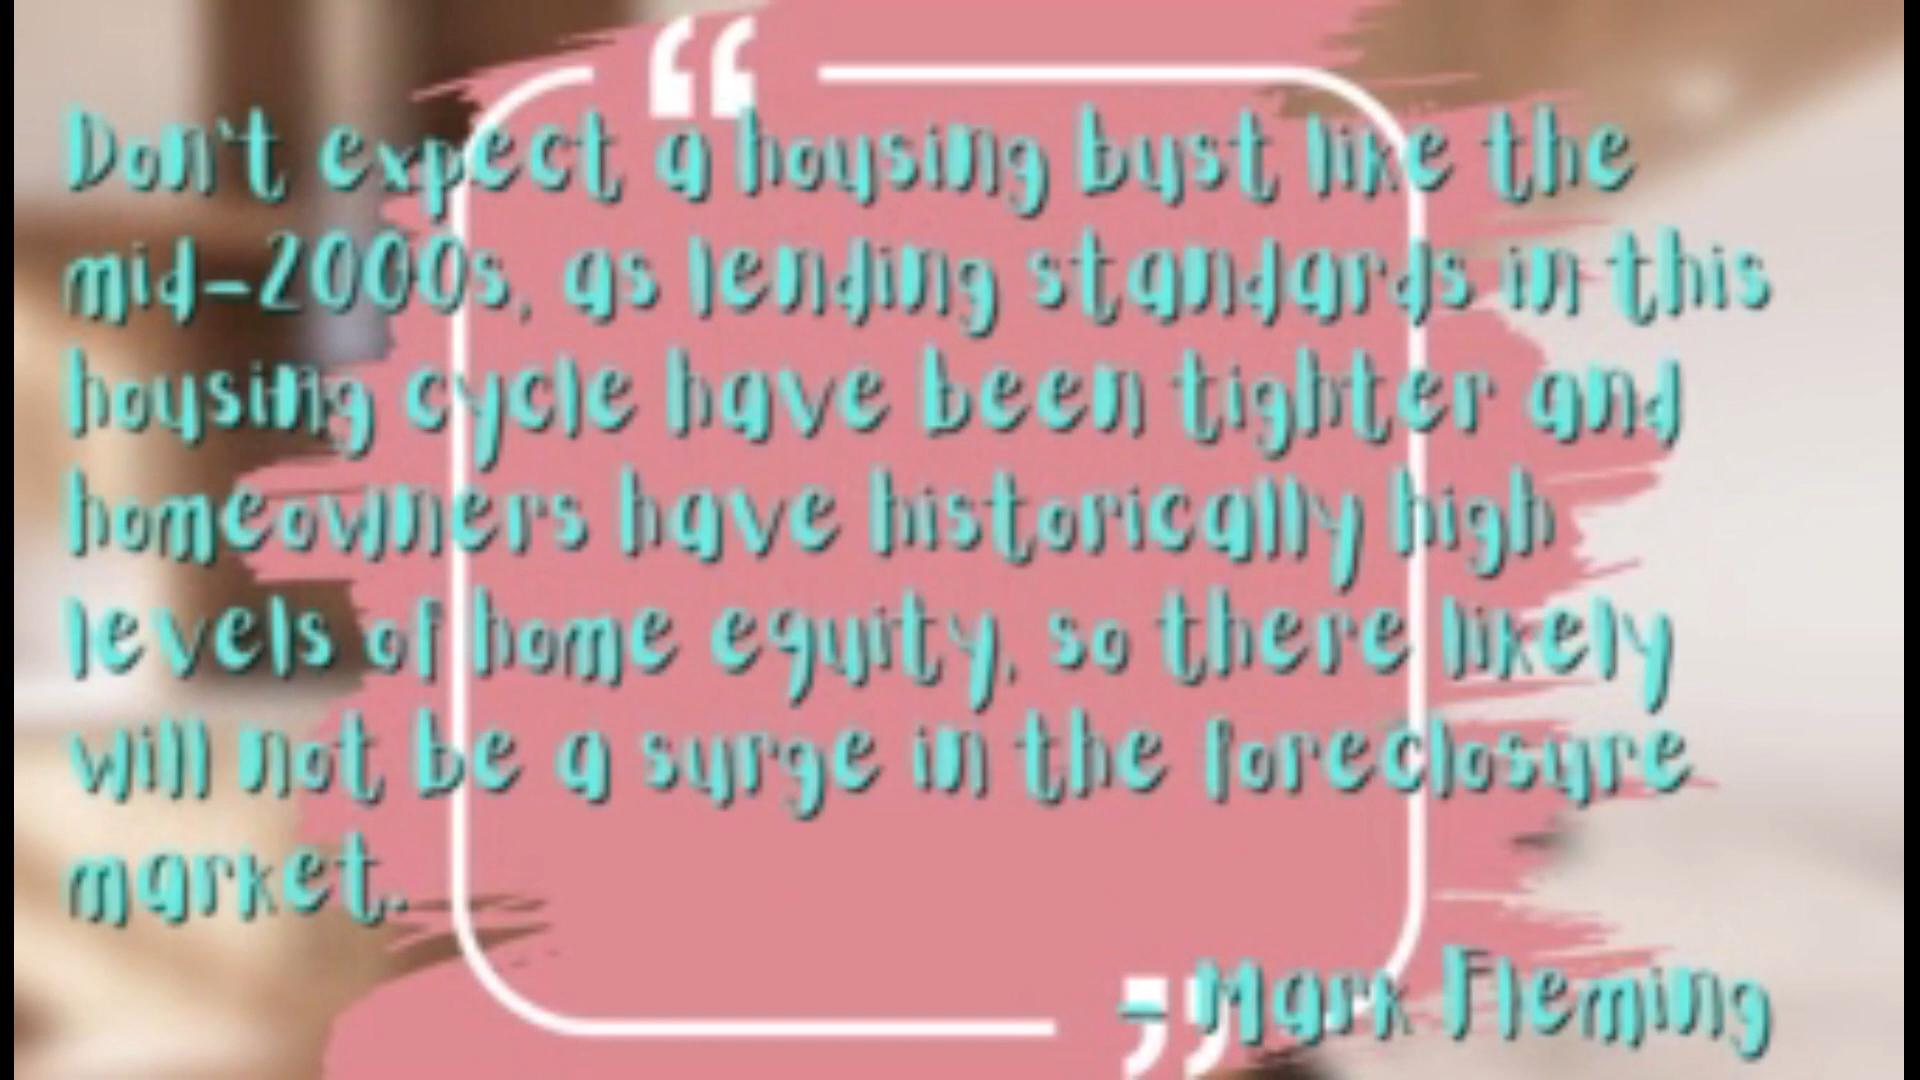 Don't expect a housing bust like the
mid-2000s, as lending standards in this
housing cycle have been tighter and
homeowners have historically high
levels of home equity, so there likely
will not be a surge in the foreclosure
market..
- Mark Fleming